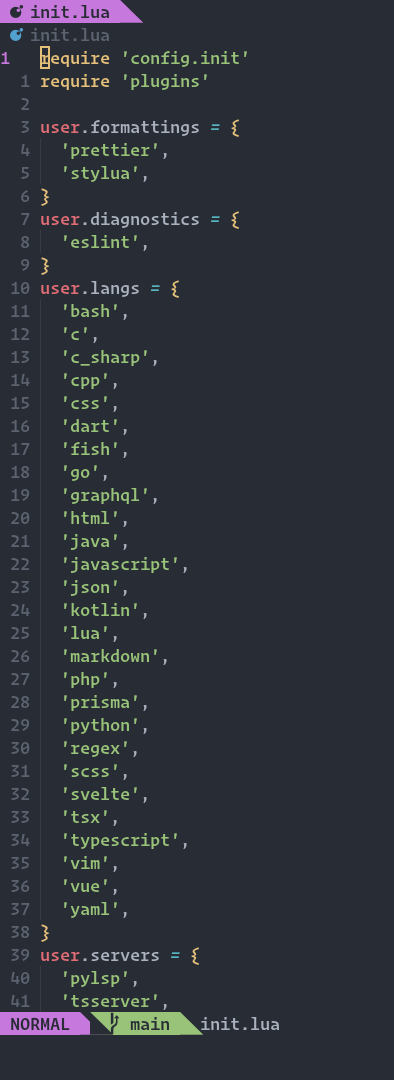 init.lua
init.lua
1 require 'config.init'
1 require 'plugins'
2
3 user.formattings = {
4 'prettier',
5 'stylua',
6 }
7 user.diagnostics = {
8 'eslint',
9 }
10 user.langs = {
11 'bash',
12 'c',
13 'c_sharp',
14 'cpp',
15 'css',
16 'dart',
17 'fish',
18 'go',
19 'graphql',
20 'html',
21 'java',
22 'javascript',
23 'json',
24 'kotlin',
25 'lua',
26 'markdown',
27 'php',
28 'prisma',
29 'python',
30 'regex',
31 'scss',
32 'svelte',
33 'tsx',
34 'typescript',
35 'vim',
36 'vue',
37 'yaml',
38 }
39 user.servers = {
40 'pylsp',
41 'tsserver',
NORMAL main init.lua